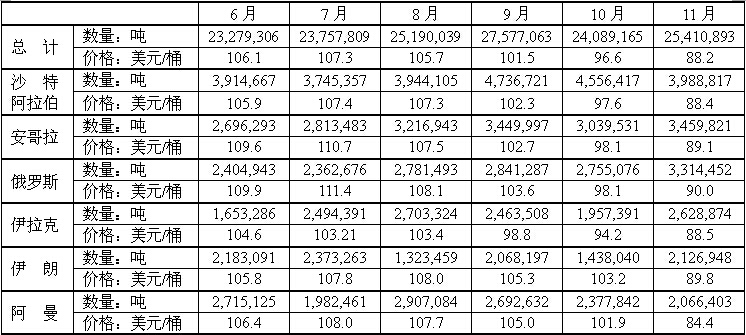 6月 7月 8月 9月 10月 11月
总 计 数量：吨 23,279,306 23,757,809 25,190,039 27,577,063 24,089,165 25,410,893
价格：美元/桶 106.1 107.3 105.7 101.5 96.6 88.2
沙 特 数量：吨 3,914,667 3,745,357 3,944,105 4,736,721 4,556,417 3,988,817
阿拉伯 价格：美元/桶 105.9 107.4 107.3 102.3 97.6 88.4
安哥拉 数量：吨 2,696,293 2,813,483 3,216,943 3,449,997 3,039,531 3,459,821
价格：美元/桶 109.6 110.7 107.5 102.7 98.1 89.1
俄罗斯 数量：吨 2,404,943 2,362,676 2,781,493 2,841,287 2,755,076 3,314,452
价格：美元/桶 109.9 111.4 108.1 103.6 98.1 90.0
伊拉克 数量：吨 1,653,286 2,494,391 2,703,324 2,463,508 1,957,391 2,628,874
价格：美元/桶 104.6 103.21 103.4 98.8 94.2 88.5
伊 朗 数量：吨 2,183,091 2,373,263 1,323,459 2,068,197 1,438,040 2,126,948
价格：美元/桶 105.8 107.8 108.0 105.3 103.2 89.8
阿 曼 数量：吨 2,715,125 1,982,461 2,907,084 2,692,632 2,377,842 2,066,403
价格：美元/桶 106.4 108.0 107.7 105.0 101.9 84.4